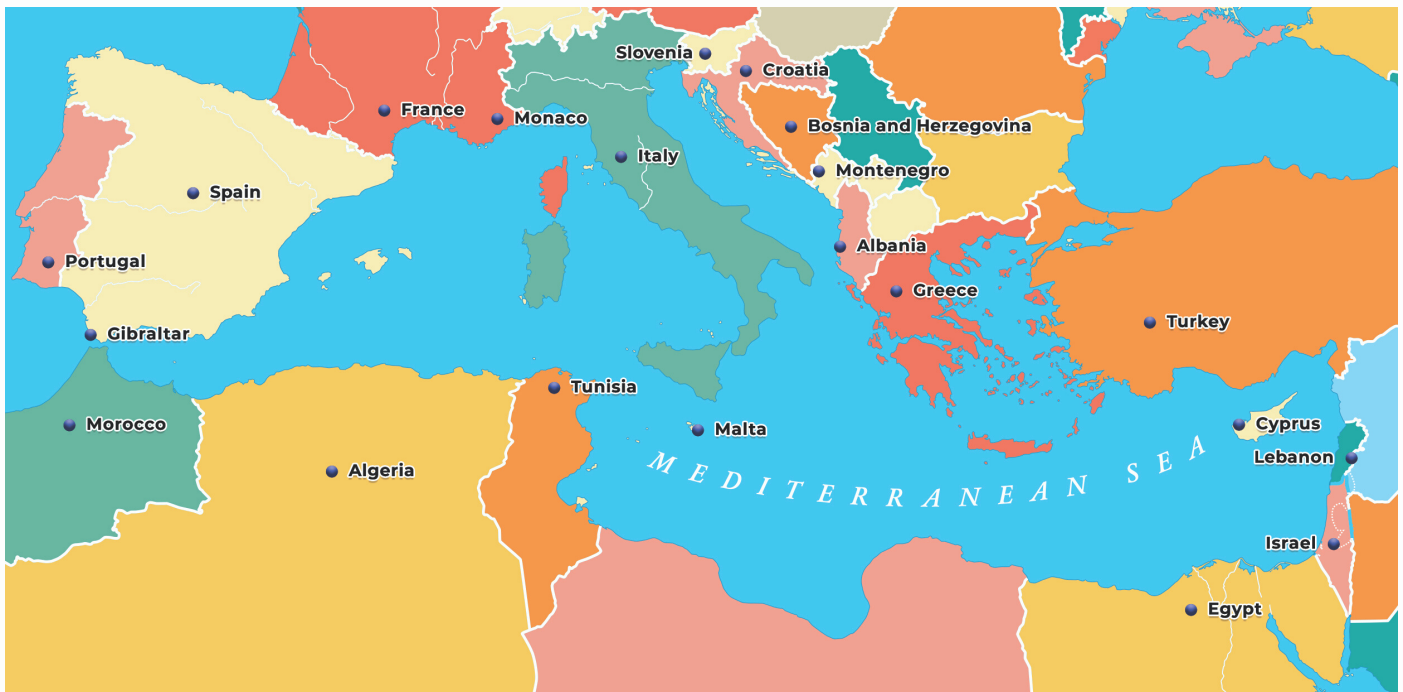 Slovenia
Croatia
France
Monaco
Bosnia and Herzegovina
Italy
Montenegro
Spain
Albania
Portugal
Greece
Turkey
Gibraltar
Tunisia
Morocco
Malta
Cyprus
Lebanon
Algeria
MEDITERRANEAN SEA
Israel
Egypt